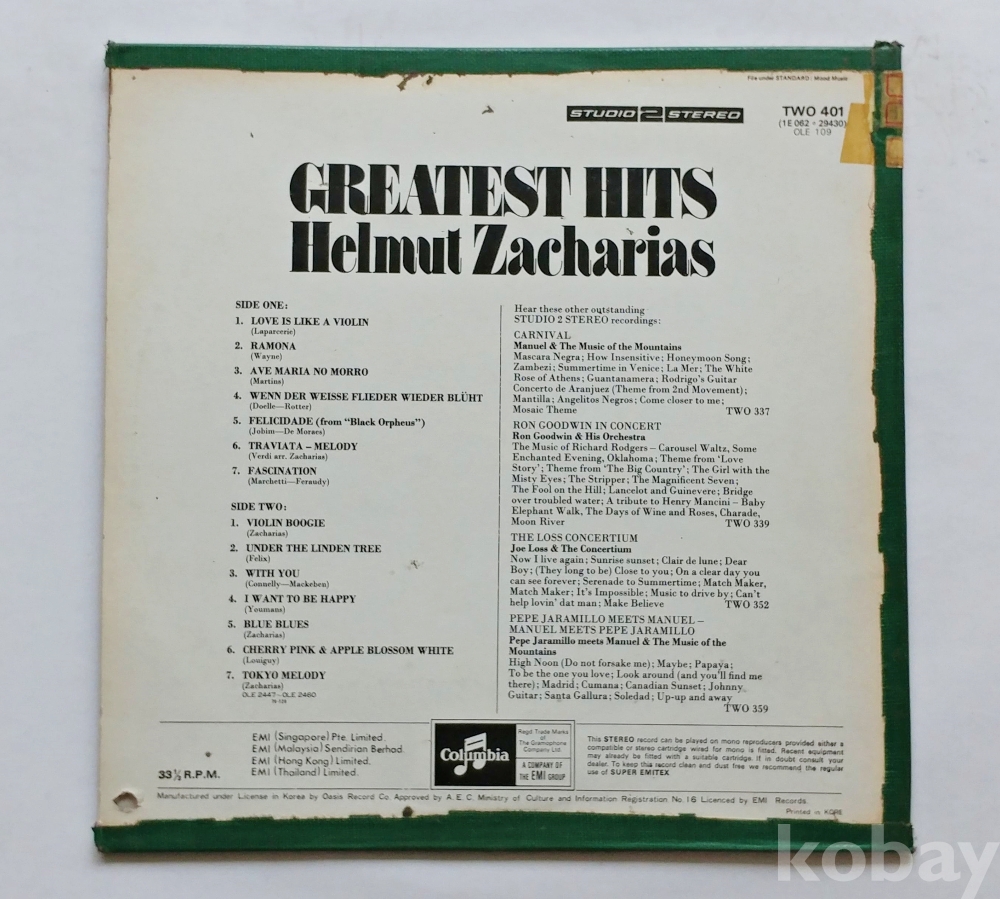 File under STANDARD: Mood Music
STUDIO 2 STEREO
TWO 401
(1E 062 ◦ 29430)
OLE 109
GREATEST HITS
Helmut Zacharias
SIDE ONE:
1. LOVE IS LIKE A VIOLIN
(Laparcerie)
2. RAMONA
(Wayne)
3. AVE MARIA NO MORRO
(Martins)
4. WENN DER WEISSE FLIEDER WIEDER BLÜHT
(Doelle—Rotter)
5. FELICIDADE (from "Black Orpheus")
(Jobim—De Moraes)
6. TRAVIATA – MELODY
(Verdi arr. Zacharias)
7. FASCINATION
(Marchetti—Feraudy)
SIDE TWO:
1. VIOLIN BOOGIE
(Zacharias)
2. UNDER THE LINDEN TREE
(Felix)
3. WITH YOU
(Connelly—Mackeben)
4. I WANT TO BE HAPPY
(Youmans)
5. BLUE BLUES
(Zacharias)
6. CHERRY PINK & APPLE BLOSSOM WHITE
(Louiguy)
7. TOKYO MELODY
(Zacharias)
OLE 2447–OLE 2460
Hear these other outstanding
STUDIO 2 STEREO recordings:
CARNIVAL
Manuel & The Music of the Mountains
Mascara Negra; How Insensitive; Honeymoon Song;
Zambezi; Summertime in Venice; La Mer; The White
Rose of Athens; Guantanamera; Rodrigo's Guitar
Concerto de Aranjuez (Theme from 2nd Movement);
Mantilla; Angelitos Negros; Come closer to me;
Mosaic Theme TWO 337
RON GOODWIN IN CONCERT
Ron Goodwin & His Orchestra
The Music of Richard Rodgers – Carousel Waltz, Some
Enchanted Evening, Oklahoma; Theme from 'Love
Story'; Theme from 'The Big Country'; The Girl with the
Misty Eyes; The Stripper; The Magnificent Seven;
The Fool on the Hill; Lancelot and Guinevere; Bridge
over troubled water; A tribute to Henry Mancini – Baby
Elephant Walk, The Days of Wine and Roses, Charade,
Moon River TWO 339
THE LOSS CONCERTIUM
Joe Loss & The Concertium
Now I live again; Sunrise sunset; Clair de lune; Dear
Boy; (They long to be) Close to you; On a clear day you
can see forever; Serenade to Summertime; Match Maker,
Match Maker; It's Impossible; Music to drive by; Can't
help lovin' dat man; Make Believe TWO 352
PEPE JARAMILLO MEETS MANUEL –
MANUEL MEETS PEPE JARAMILLO
Pepe Jaramillo meets Manuel & The Music of the
Mountains
High Noon (Do not forsake me); Maybe; Papaya;
To be the one you love; Look around (and you'll find me
there); Madrid; Cumana; Canadian Sunset; Johnny
Guitar; Santa Gallura; Soledad; Up-up and away
TWO 359
33⅓ R.P.M.
EMI (Singapore) Pte. Limited.
EMI (Malaysia) Sendirian Berhad.
EMI (Hong Kong) Limited.
EMI (Thailand) Limited.
Columbia
Regd Trade Marks
of The
Gramophone
Company Ltd.
A COMPANY OF
THE EMI GROUP
This STEREO record can be played on mono reproducers provided either a
compatible or stereo cartridge wired for mono is fitted. Recent equipment
may already be fitted with a suitable cartridge. If in doubt consult your
dealer. To keep this record clean and dust free we recommend the regular
use of SUPER EMITEX
Manufactured under License in Korea by Oasis Record Co. Approved by A.E.C. Ministry of Culture and Information Registration No. 16 Licenced by EMI Records.
Printed in KORE
kobay